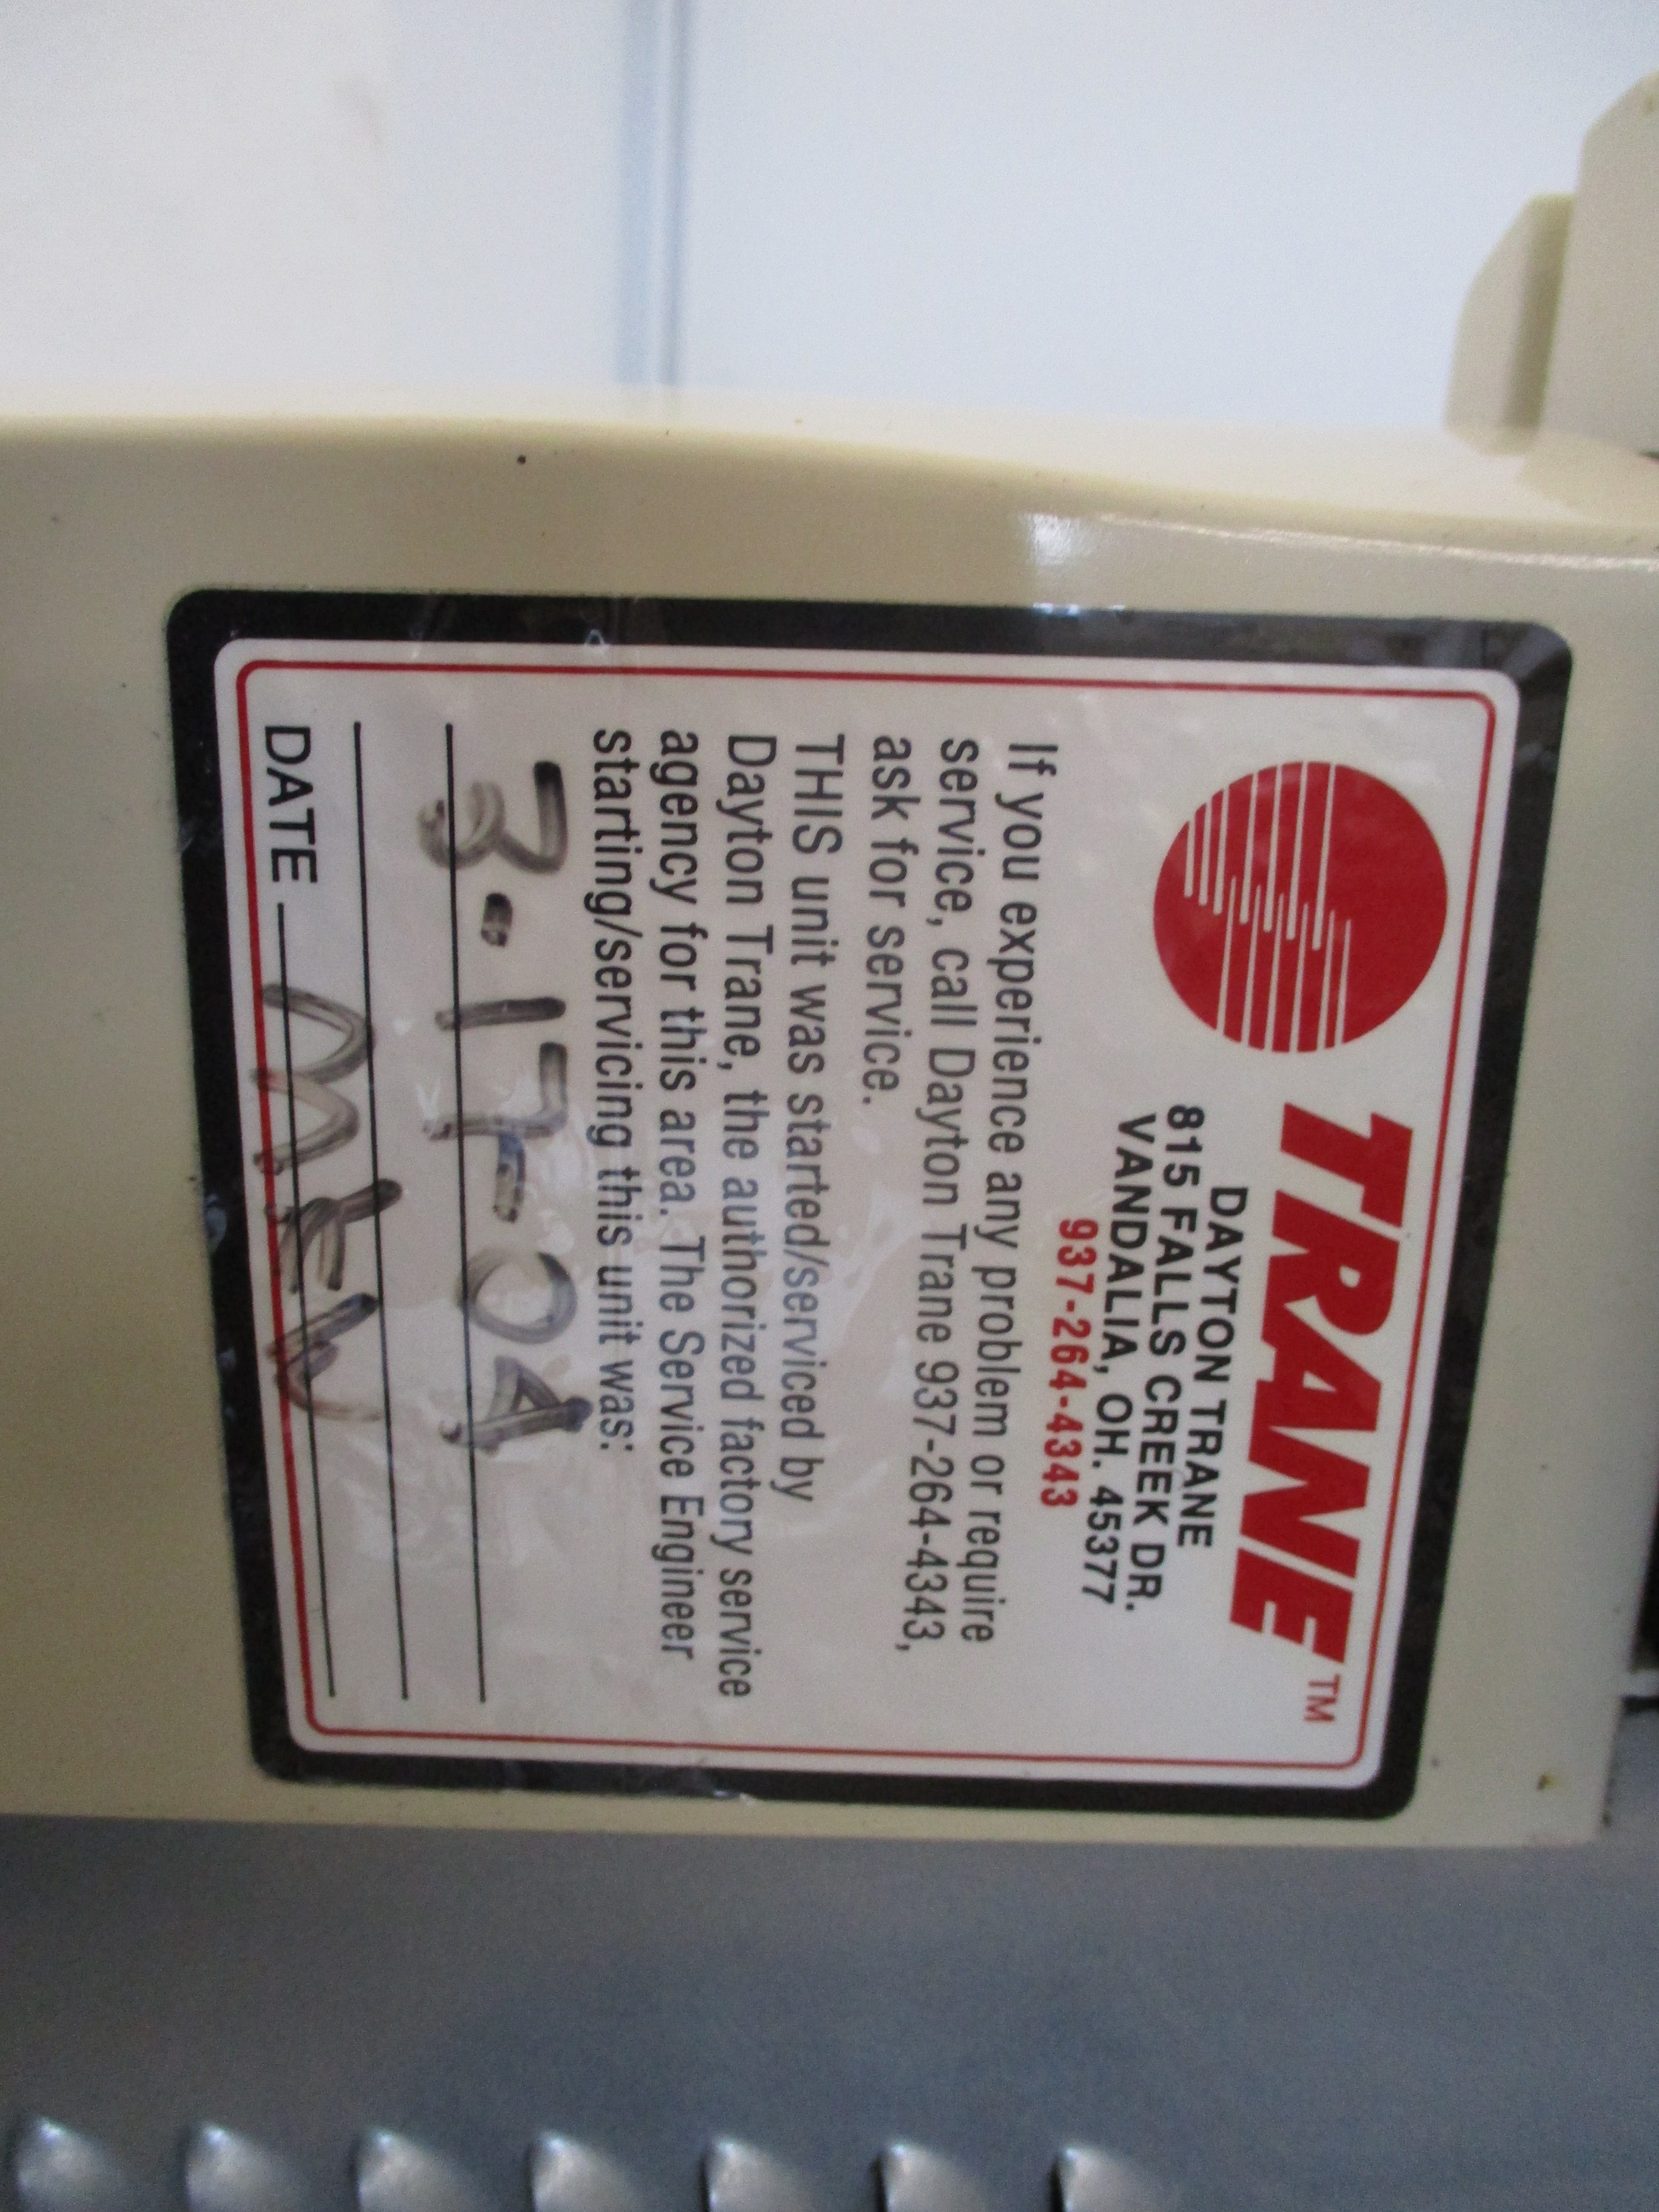 TRANE™
DAYTON TRANE
815 FALLS CREEK DR.
VANDALIA, OH. 45377
937-264-4343
If you experience any problem or require
service, call Dayton Trane 937-264-4343,
ask for service.
THIS unit was started/serviced by
Dayton Trane, the authorized factory service
agency for this area. The Service Engineer
starting/servicing this unit was:
3-17-04
DATE